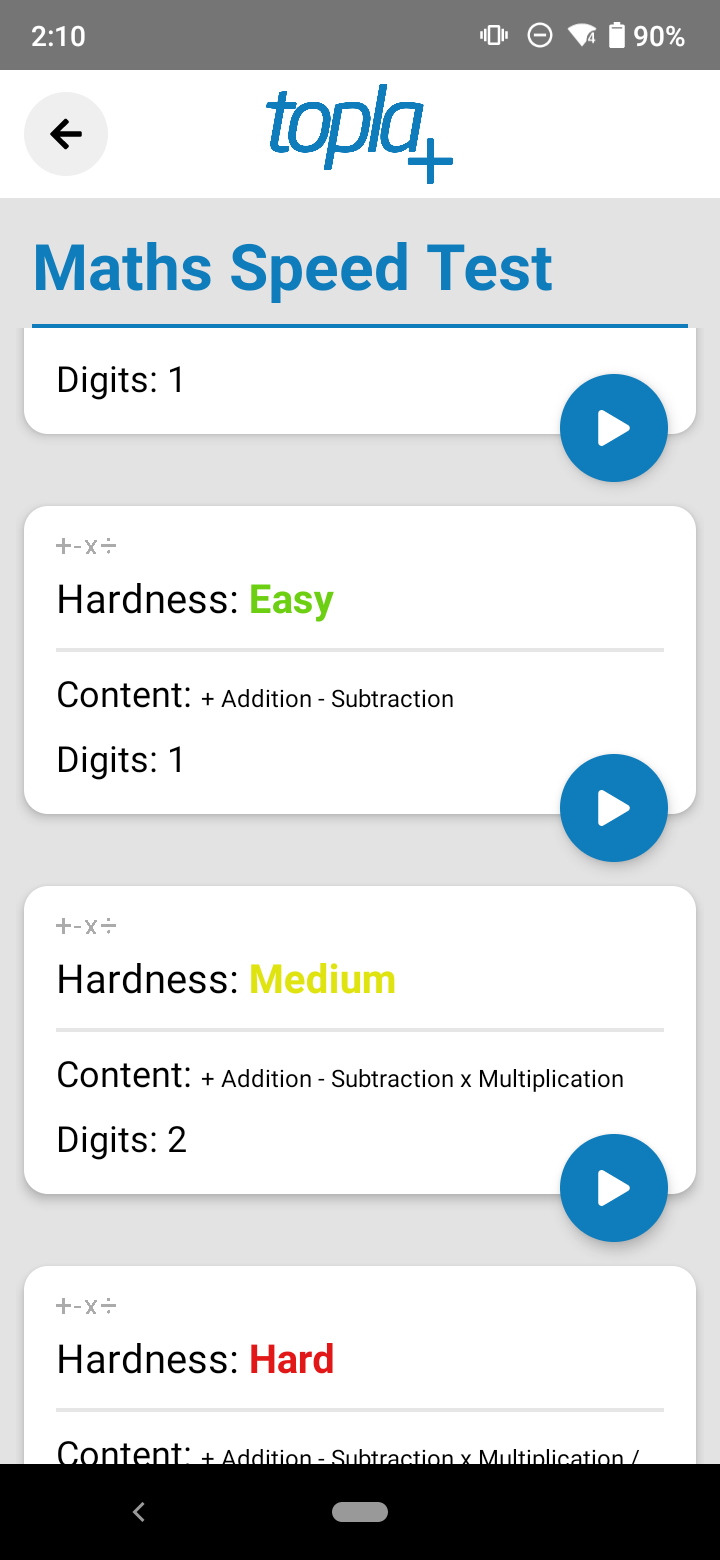 2:10
90%
topla+
Maths Speed Test
Digits: 1
+-x÷
Hardness: Easy
Content: + Addition - Subtraction
Digits: 1
+-x÷
Hardness: Medium
Content: + Addition - Subtraction x Multiplication
Digits: 2
+-x÷
Hardness: Hard
Content: + Addition - Subtraction x Multiplication /